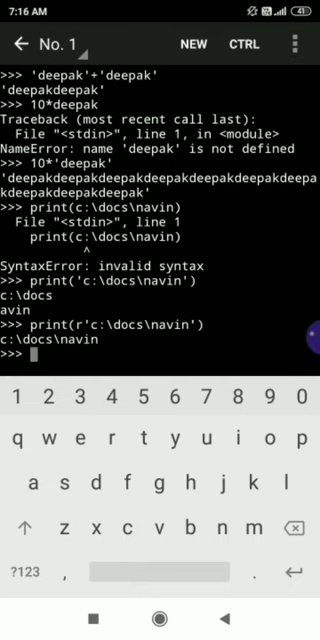 7:16 AM
41
No. 1
NEW
CTRL
>>> 'deepak'+'deepak'
'deepakdeepak'
>>> 10*deepak
Traceback (most recent call last):
  File "<stdin>", line 1, in <module>
NameError: name 'deepak' is not defined
>>> 10*'deepak'
'deepakdeepakdeepakdeepakdeepakdeepakdeepa
kdeepakdeepakdeepak'
>>> print(c:\docs\navin)
  File "<stdin>", line 1
    print(c:\docs\navin)
           ^
SyntaxError: invalid syntax
>>> print('c:\docs\navin')
c:\docs
avin
>>> print(r'c:\docs\navin')
c:\docs\navin
>>>
1 2 3 4 5 6 7 8 9 0
q w e r t y u i o p
a s d f g h j k l
z x c v b n m
?123 , .